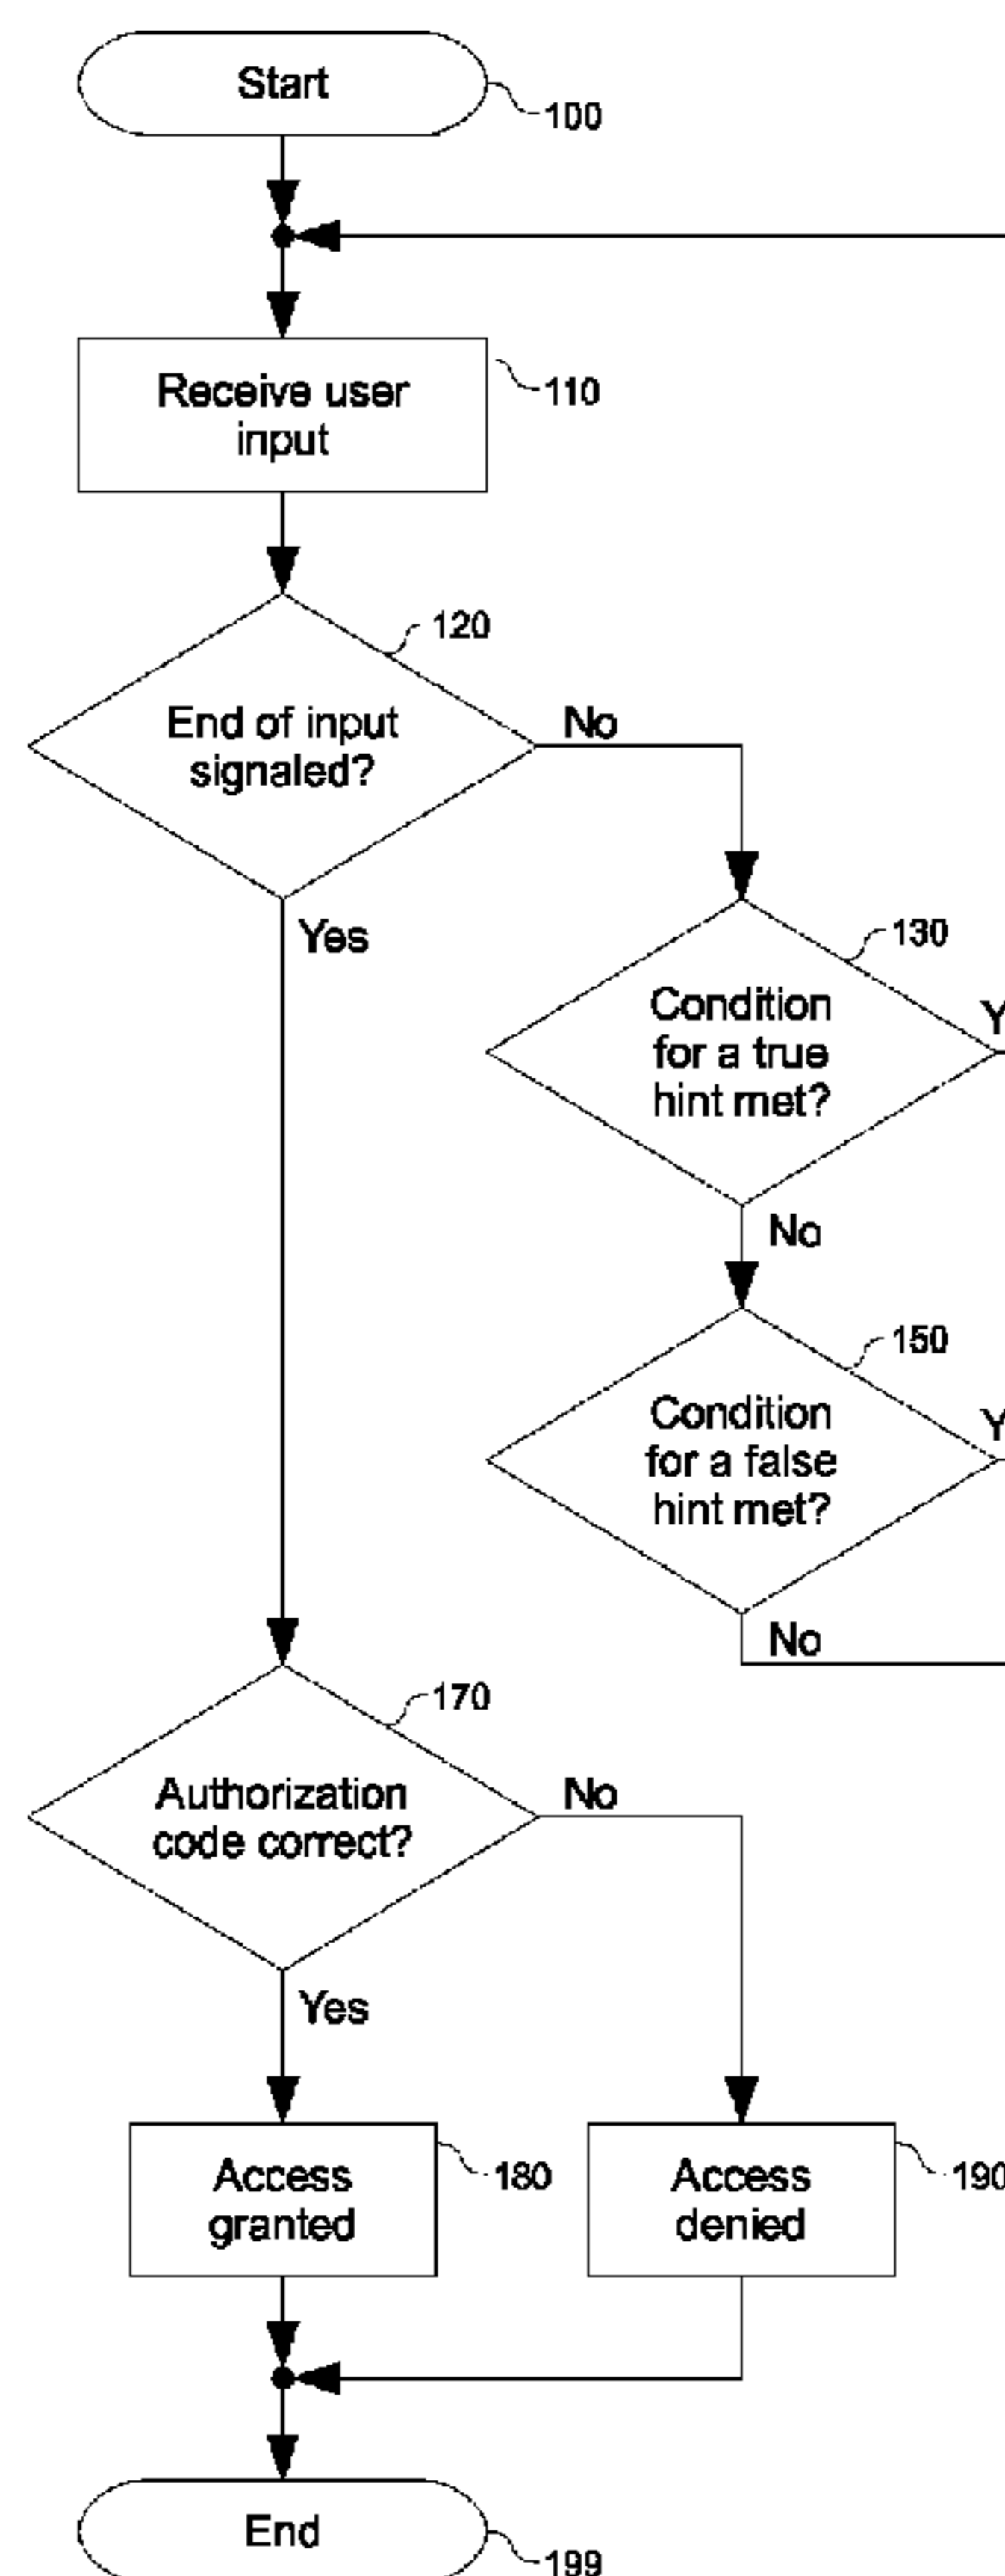 Start
100
Receive user
input
110
120
End of input
signaled?
No
Yes
130
Condition
for a true
hint met?
Y
No
150
Condition
for a false
hint met?
Y
No
170
Authorization
code correct?
No
Yes
Access
granted
180
Access
denied
190
End
199